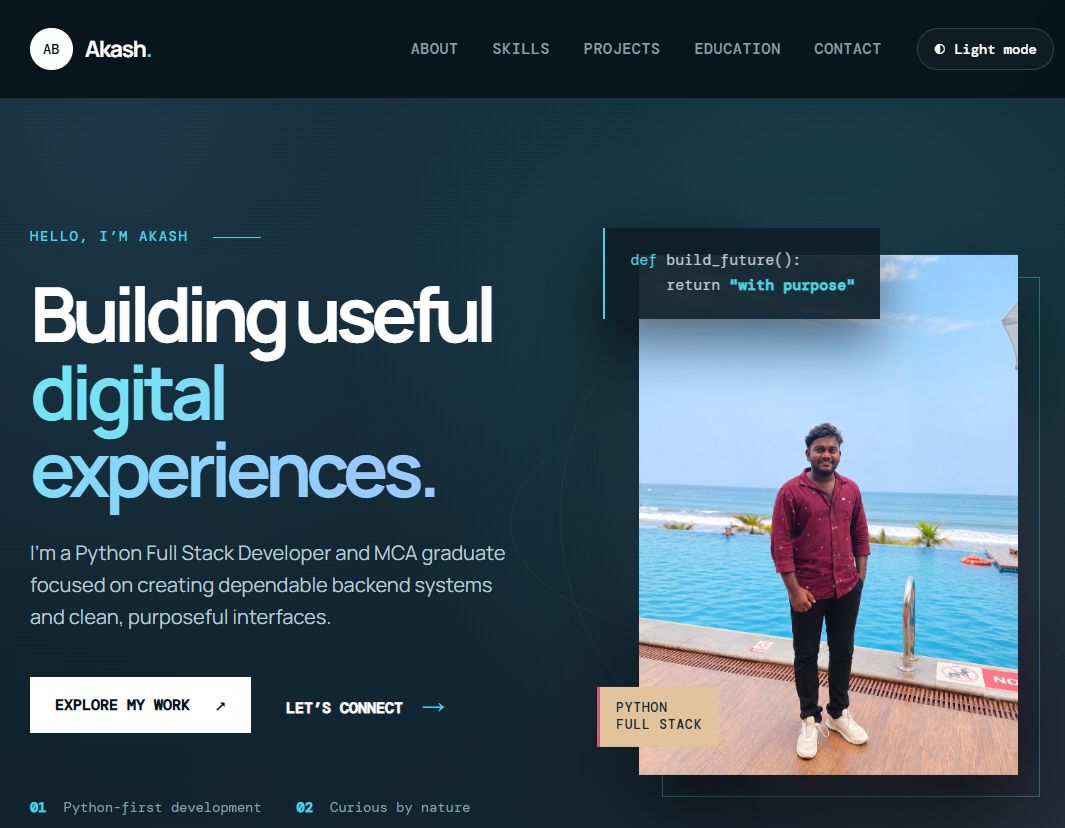 AB
Akash.
ABOUT
SKILLS
PROJECTS
EDUCATION
CONTACT
Light mode
HELLO, I’M AKASH
Building useful
digital
experiences.
I’m a Python Full Stack Developer and MCA graduate
focused on creating dependable backend systems
and clean, purposeful interfaces.
EXPLORE MY WORK ↗
LET’S CONNECT →
01 Python-first development
02 Curious by nature
def build_future():
return "with purpose"
NO
PYTHON
FULL STACK